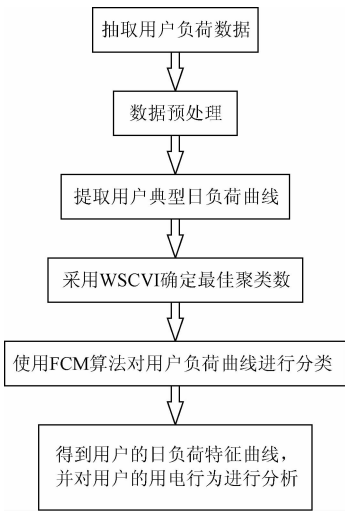 抽取用户负荷数据
数据预处理
提取用户典型日负荷曲线
采用WSCVI确定最佳聚类数
使用FCM算法对用户负荷曲线进行分类
得到用户的日负荷特征曲线，
并对用户的用电行为进行分析